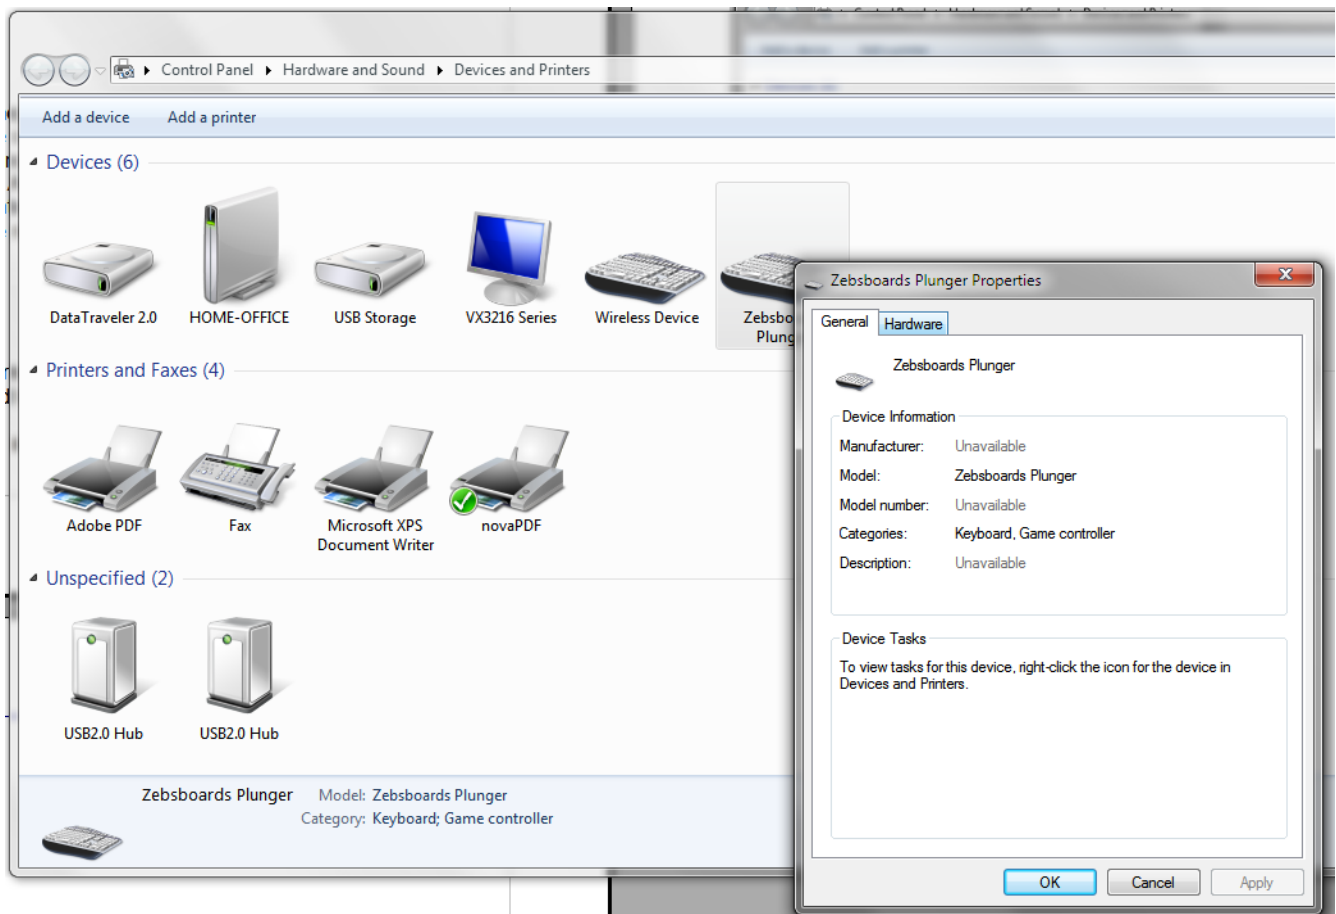 Control Panel Hardware and Sound Devices and Printers
Add a device Add a printer
Devices (6)
DataTraveler 2.0 HOME-OFFICE USB Storage VX3216 Series Wireless Device Zebsbo
Plung
Printers and Faxes (4)
Adobe PDF Fax Microsoft XPS novaPDF
Document Writer
Unspecified (2)
USB2.0 Hub USB2.0 Hub
Zebsboards Plunger Model: Zebsboards Plunger
Category: Keyboard; Game controller
Zebsboards Plunger Properties
General Hardware
Zebsboards Plunger
Device Information
Manufacturer: Unavailable
Model: Zebsboards Plunger
Model number: Unavailable
Categories: Keyboard, Game controller
Description: Unavailable
Device Tasks
To view tasks for this device, right-click the icon for the device in
Devices and Printers.
OK Cancel Apply